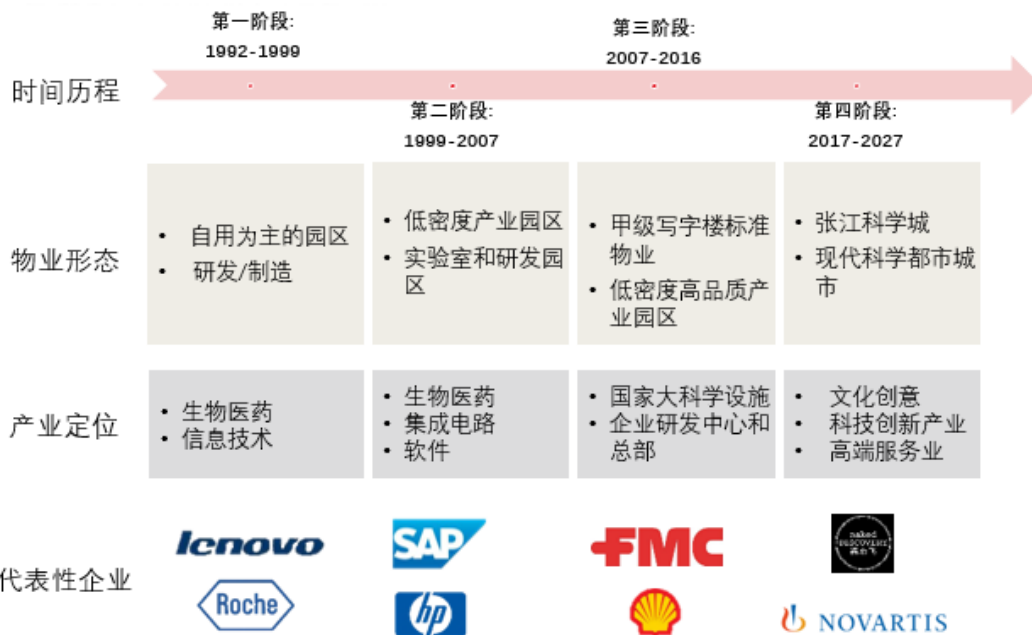 第一阶段:
1992-1999
第三阶段:
2007-2016
时间历程
第二阶段:
1999-2007
第四阶段:
2017-2027
物业形态
• 自用为主的园区
• 研发/制造
• 低密度产业园区
• 实验室和研发园
区
• 甲级写字楼标准
物业
• 低密度高品质产
业园区
• 张江科学城
• 现代科学都市城
市
产业定位
• 生物医药
• 信息技术
• 生物医药
• 集成电路
• 软件
• 国家大科学设施
• 企业研发中心和
总部
• 文化创意
• 科技创新产业
• 高端服务业
代表性企业
lenovo
SAP
FMC
naked
DISCOVERY
Roche
hp
NOVARTIS